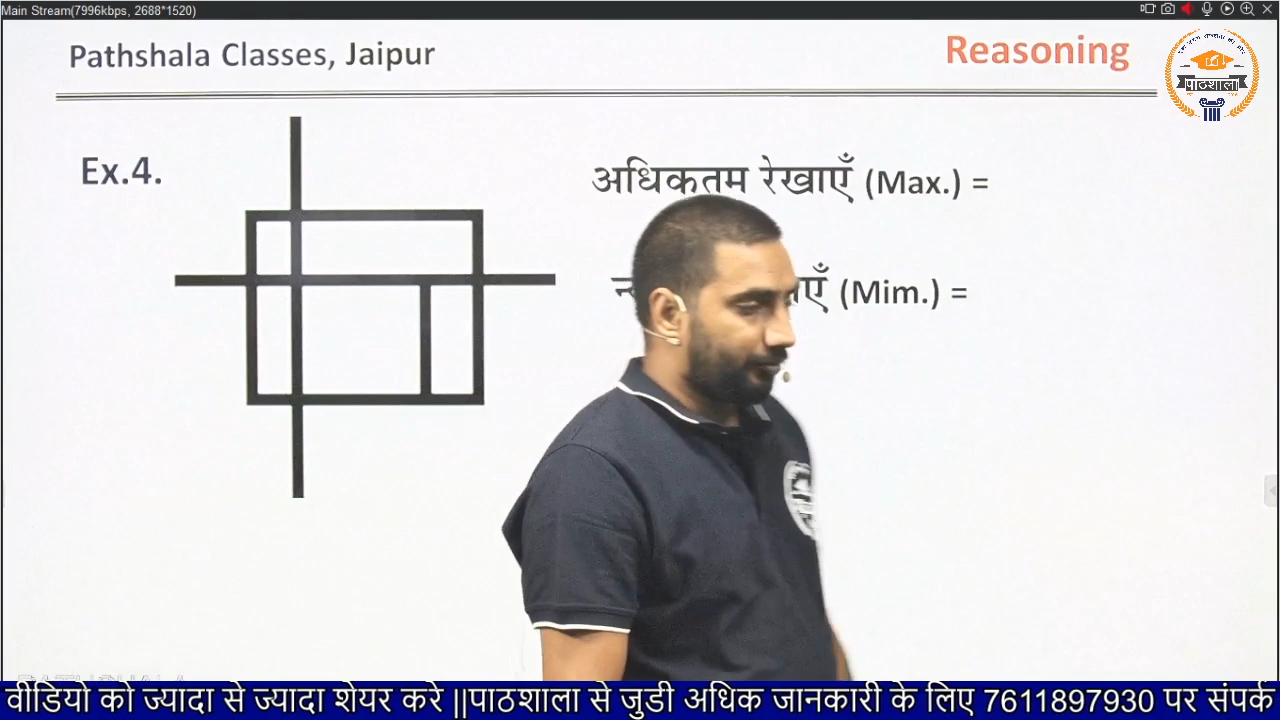 Main Stream(7996kbps, 2688*1520)
Pathshala Classes, Jaipur
Reasoning
पाठशाला
Ex.4.
अधिकतम रेखाएँ (Max.) =
(Mim.) =
वीडियो को ज्यादा से ज्यादा शेयर करे ||पाठशाला से जुडी अधिक जानकारी के लिए 7611897930 पर संपर्क